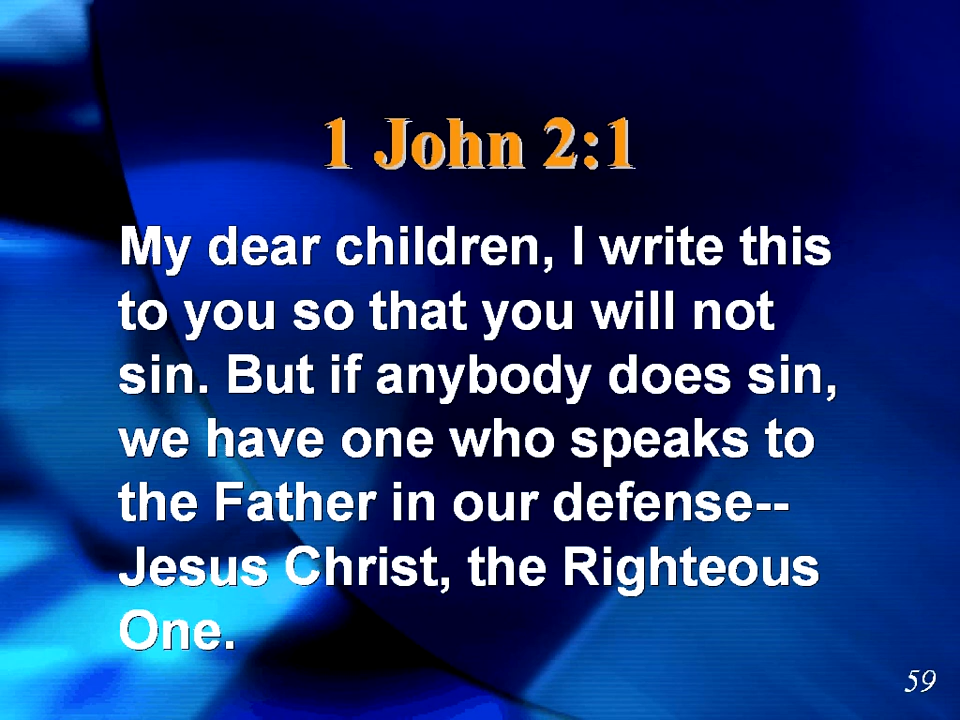 1 John 2:1
My dear children, I write this
to you so that you will not
sin. But if anybody does sin,
we have one who speaks to
the Father in our defense--
Jesus Christ, the Righteous
One.
59